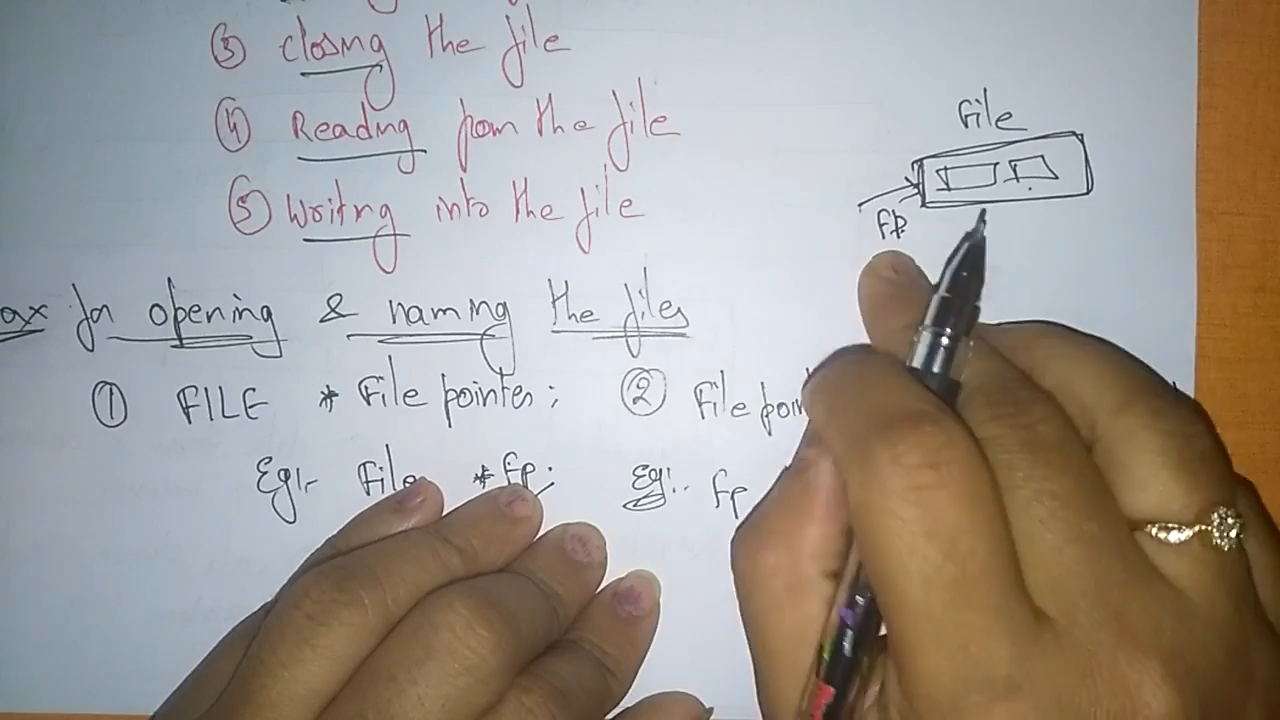 ③ closing the file
④ Reading from the file
⑤ Writing into the file
File
fp
ax for opening & naming the files
① FILE * File pointer; ② File poin
Eg:- File *fp; Eg:- fp